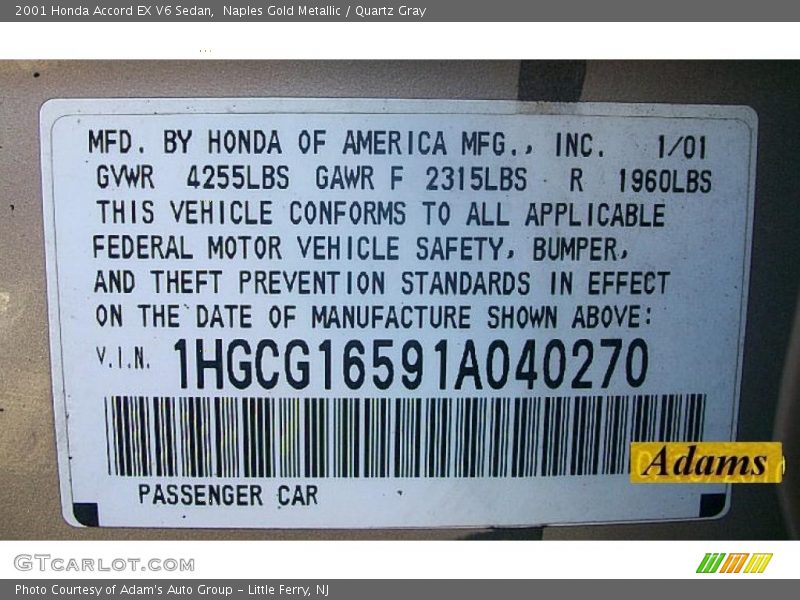 2001 Honda Accord EX V6 Sedan,  Naples Gold Metallic / Quartz Gray
MFD. BY HONDA OF AMERICA MFG., INC. 1/01
GVWR 4255LBS GAWR F 2315LBS R 1960LBS
THIS VEHICLE CONFORMS TO ALL APPLICABLE
FEDERAL MOTOR VEHICLE SAFETY, BUMPER,
AND THEFT PREVENTION STANDARDS IN EFFECT
ON THE DATE OF MANUFACTURE SHOWN ABOVE:
V.I.N. 1HGCG16591A040270
Adams
PASSENGER CAR
GTCARLOT.COM
Photo Courtesy of Adam's Auto Group - Little Ferry, NJ